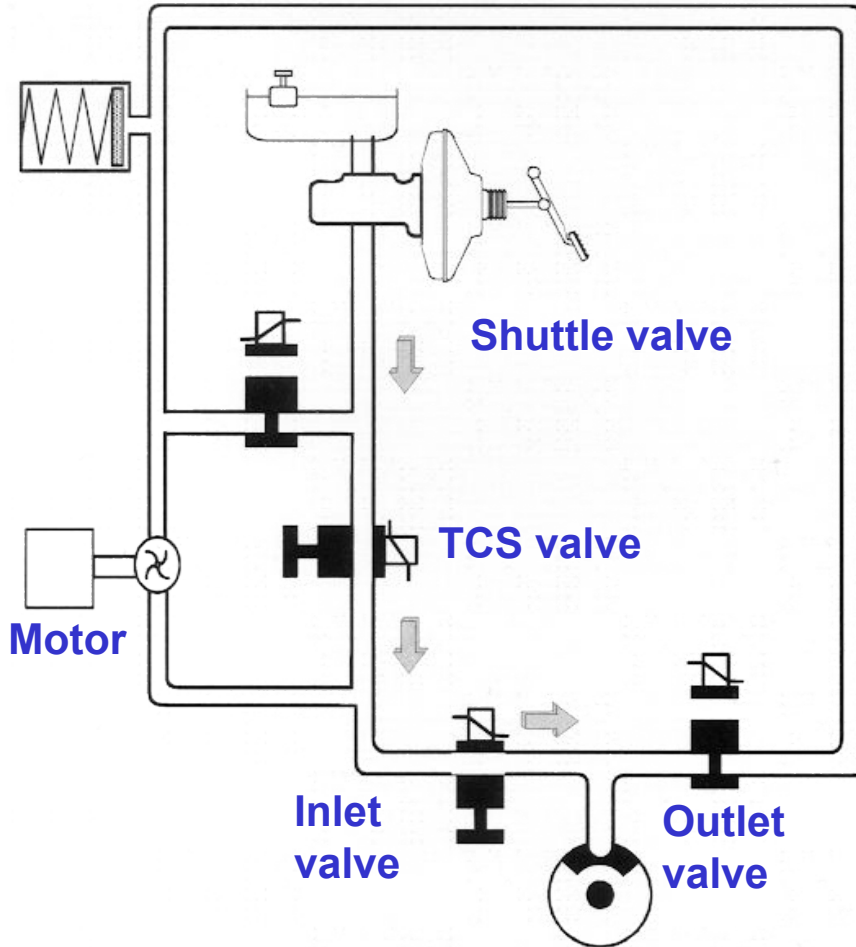 Shuttle valve
TCS valve
Motor
Inlet
valve
Outlet
valve